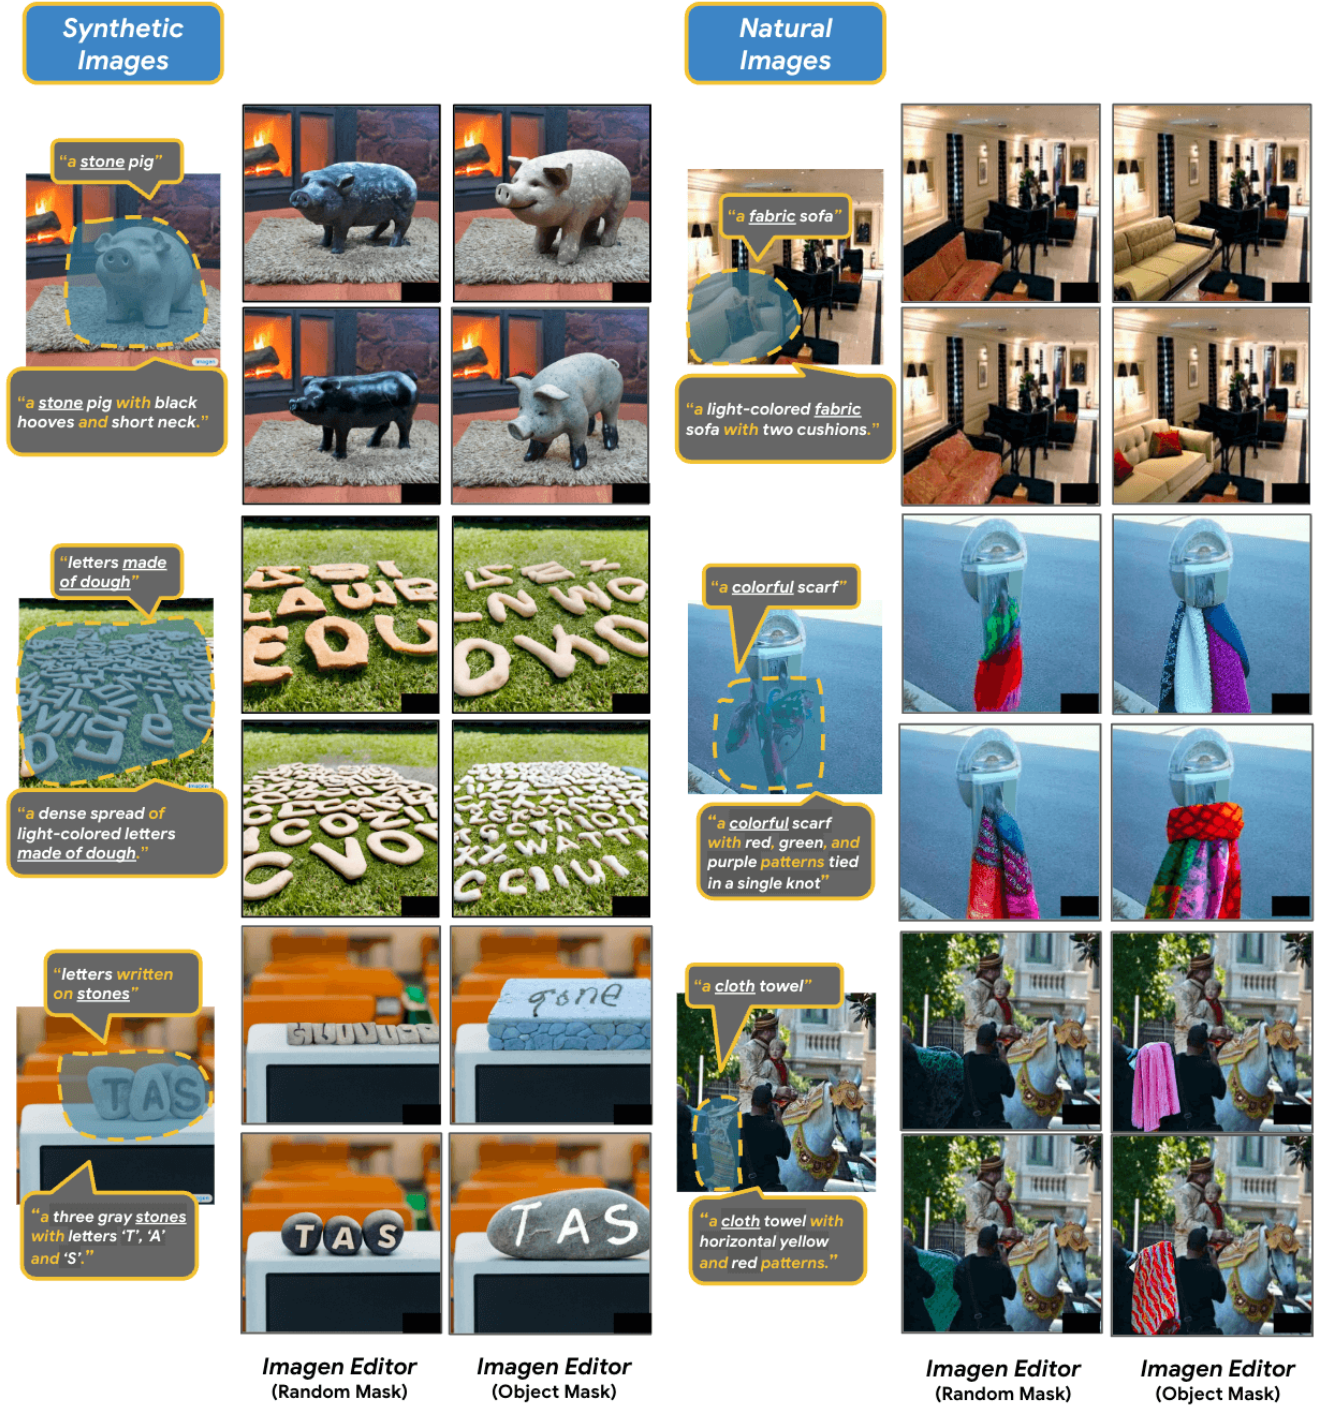 Synthetic
Images
Natural
Images
“a stone pig”
imagen
“a stone pig with black
hooves and short neck.”
“a fabric sofa”
“a light-colored fabric
sofa with two cushions.”
“letters made
of dough”
“a dense spread of
light-colored letters
made of dough.”
“a colorful scarf”
“a colorful scarf
with red, green, and
purple patterns tied
in a single knot”
“letters written
on stones”
TAS
“a three gray stones
with letters ‘T’, ‘A’
and ‘S’.”
gone
TAS
TAS
“a cloth towel”
“a cloth towel with
horizontal yellow
and red patterns.”
Imagen Editor
(Random Mask)
Imagen Editor
(Object Mask)
Imagen Editor
(Random Mask)
Imagen Editor
(Object Mask)